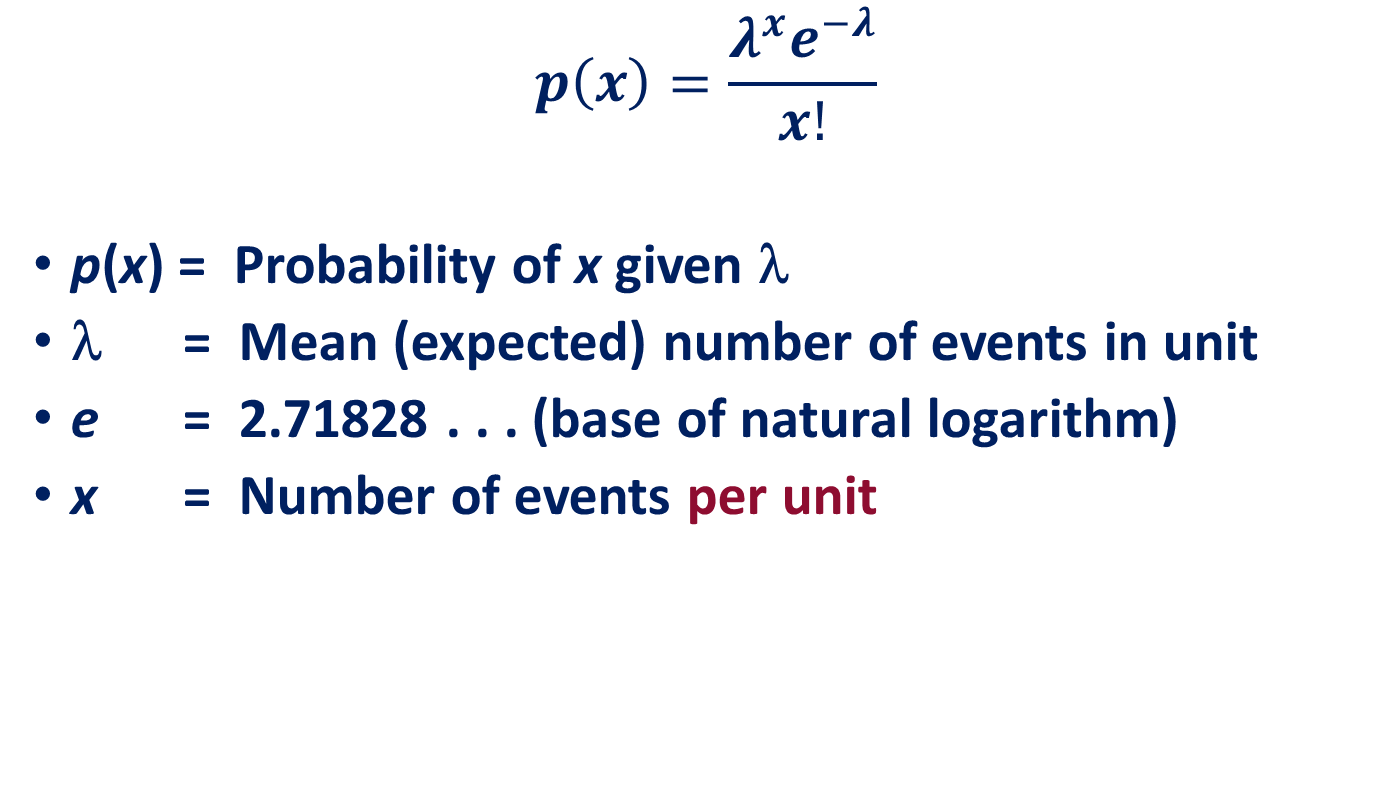 p(x) = λˣe⁻λ / x!
• p(x) = Probability of x given λ
• λ = Mean (expected) number of events in unit
• e = 2.71828 . . . (base of natural logarithm)
• x = Number of events per unit